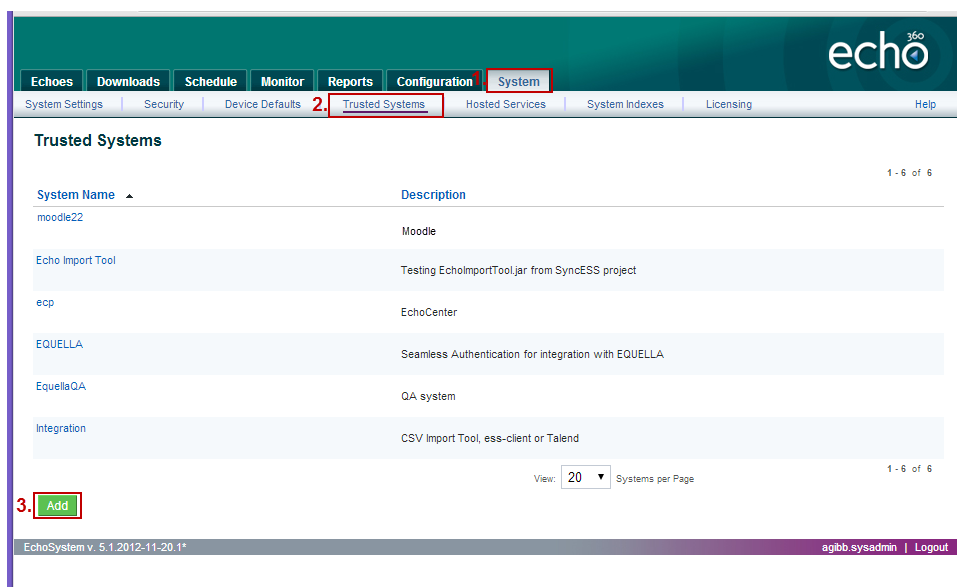 echo360
Echoes Downloads Schedule Monitor Reports Configuration 1. System
System Settings Security Device Defaults 2. Trusted Systems Hosted Services System Indexes Licensing Help
Trusted Systems
1 - 6 of 6
System Name Description
moodle22
Moodle
Echo Import Tool
Testing EchoImportTool.jar from SyncESS project
ecp
EchoCenter
EQUELLA
Seamless Authentication for integration with EQUELLA
EquellaQA
QA system
Integration
CSV Import Tool, ess-client or Talend
1 - 6 of 6
View: 20 Systems per Page
3. Add
EchoSystem v. 5.1.2012-11-20.1* agibb.sysadmin | Logout